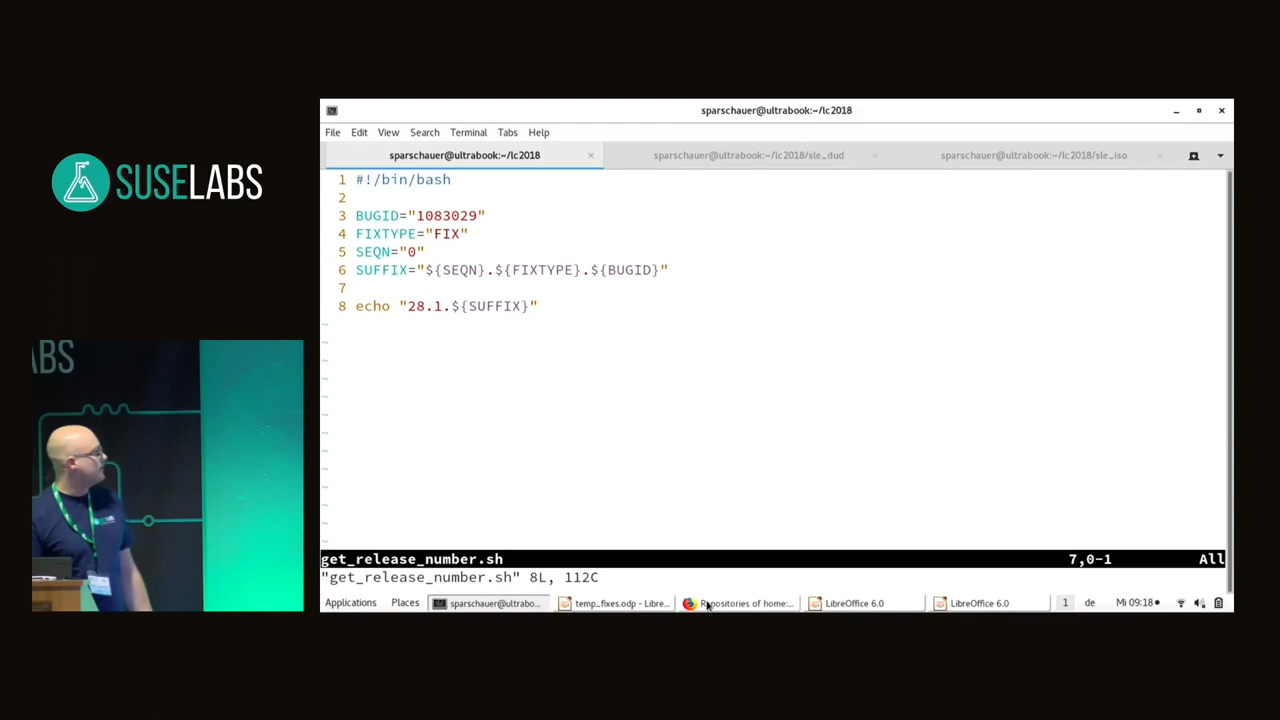 SUSELABS
ABS
sparschauer@ultrabook:~/lc2018
File Edit View Search Terminal Tabs Help
sparschauer@ultrabook:~/lc2018 sparschauer@ultrabook:~/lc2018/sle_dud sparschauer@ultrabook:~/lc2018/sle_iso
1 #!/bin/bash
2
3 BUGID="1083029"
4 FIXTYPE="FIX"
5 SEQN="0"
6 SUFFIX="${SEQN}.${FIXTYPE}.${BUGID}"
7
8 echo "28.1.${SUFFIX}"
~
~
~
~
~
~
~
~
~
~
~
~
~
get_release_number.sh 7,0-1 All
"get_release_number.sh" 8L, 112C
Applications Places sparschauer@ultrabo... temp_fixes.odp - Libre... Repositories of home:... LibreOffice 6.0 LibreOffice 6.0 1 de Mi 09:18